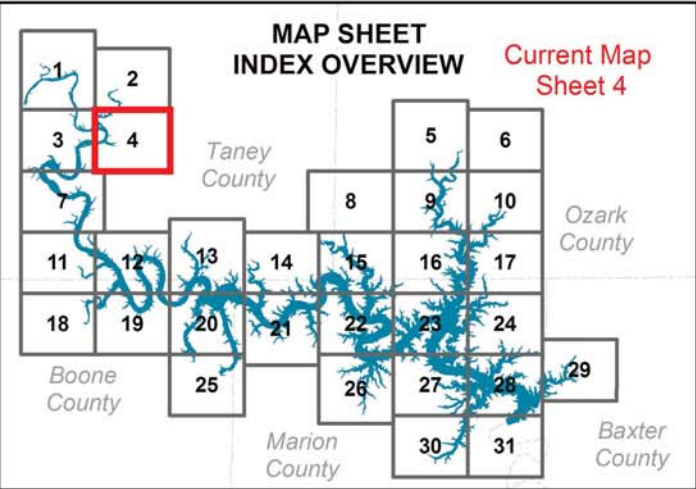 MAP SHEET
INDEX OVERVIEW
Current Map
Sheet 4
1
2
3
4
5
6
Taney
County
7
8
9
10
Ozark
County
11
12
13
14
15
16
17
18
19
20
21
22
23
24
25
26
27
28
29
Boone
County
Marion
County
30
31
Baxter
County